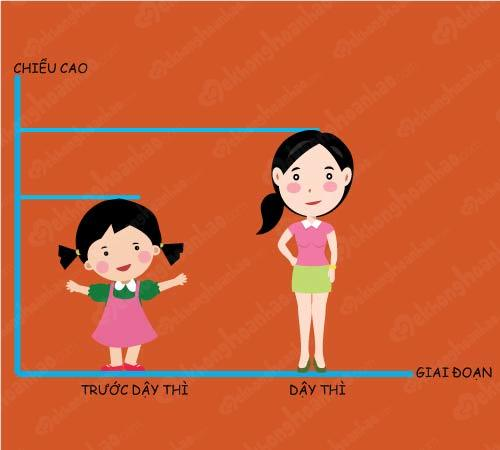 CHIỀU CAO
GIAI ĐOẠN
TRƯỚC DẬY THÌ
DẬY THÌ